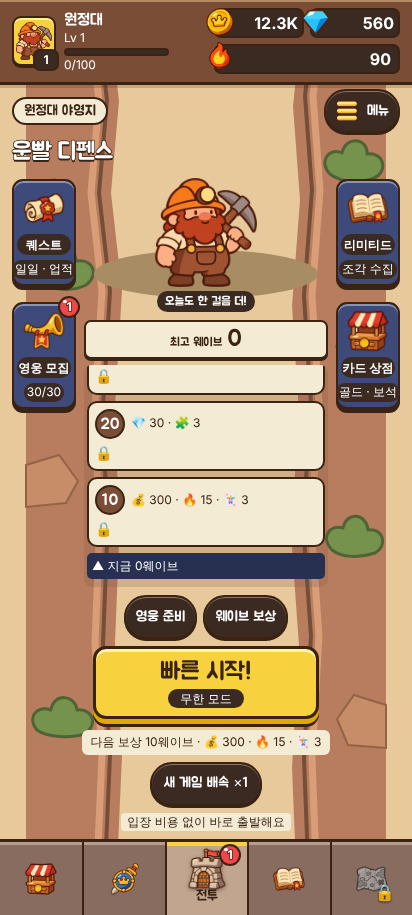 원정대
Lv 1
1
0/100
12.3K
560
90
원정대 야영지
메뉴
운빨 디펜스
퀘스트
일일 · 업적
리미티드
조각 수집
1
영웅 모집
30/30
카드 상점
골드 · 보석
오늘도 한 걸음 더!
최고 웨이브 0
20
30 · 3
10
300 · 15 · 3
▲ 지금 0웨이브
영웅 준비
웨이브 보상
빠른 시작!
무한 모드
다음 보상 10웨이브 · 300 · 15 · 3
새 게임 배속 ×1
입장 비용 없이 바로 출발해요
1
전투